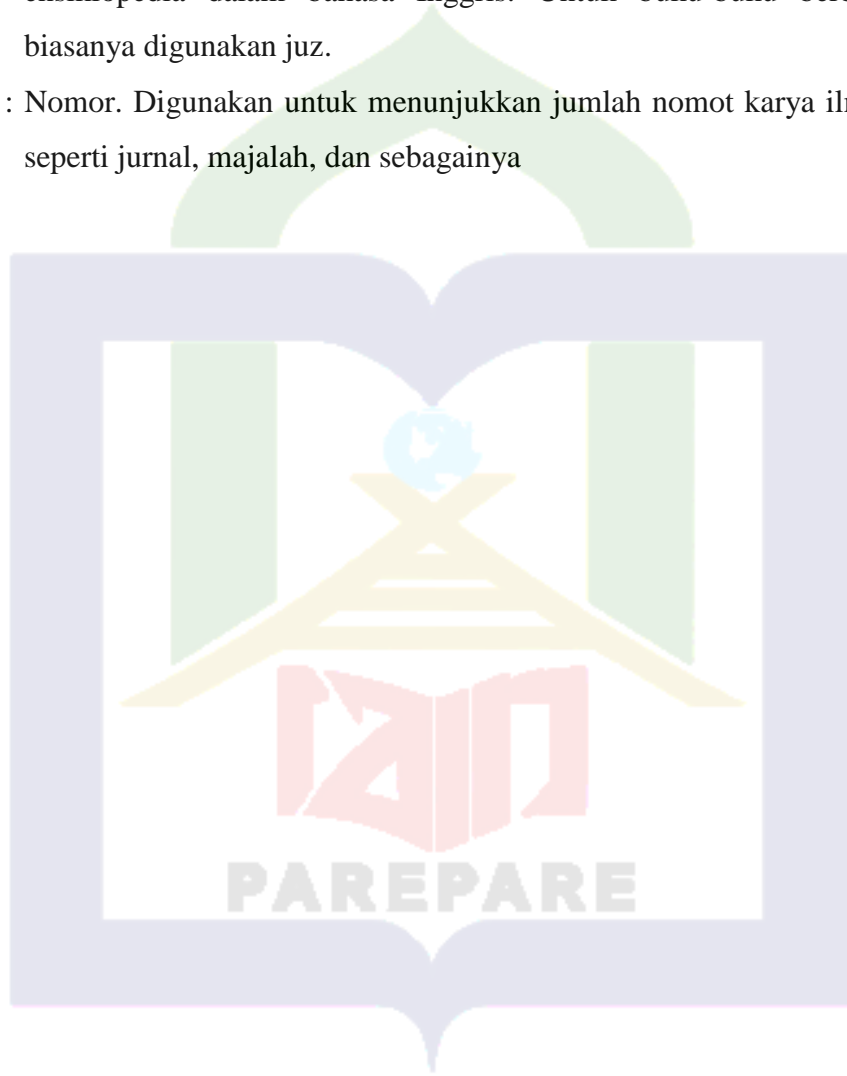 dalam bahasa Inggris. Untuk buku-buku
biasanya digunakan juz.
: Nomor. Digunakan untuk menunjukkan jumlah nomot karya
seperti jurnal, majalah, dan sebagainya
iain
PAREPARE